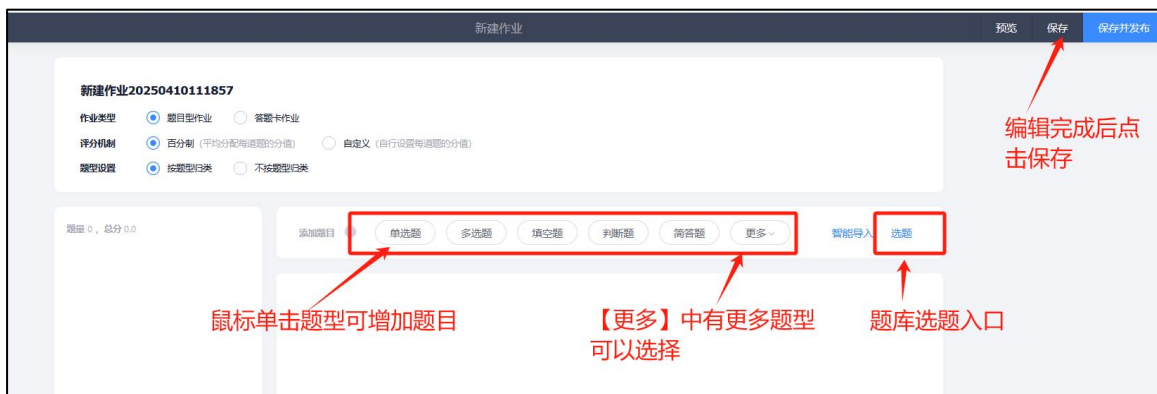 新建作业
预览
保存
保存并发布
新建作业20250410111857
作业类型 题目型作业 答题卡作业
评分机制 百分制 (平均分配每道题的分值) 自定义 (自行设置每道题的分值)
题型设置 按题型归类 不按题型归类
编辑完成后点
击保存
题量 0 ，总分 0.0
添加题目 单选题 多选题 填空题 判断题 简答题 更多 智能导入 选题
鼠标单击题型可增加题目
【更多】中有更多题型
可以选择
题库选题入口